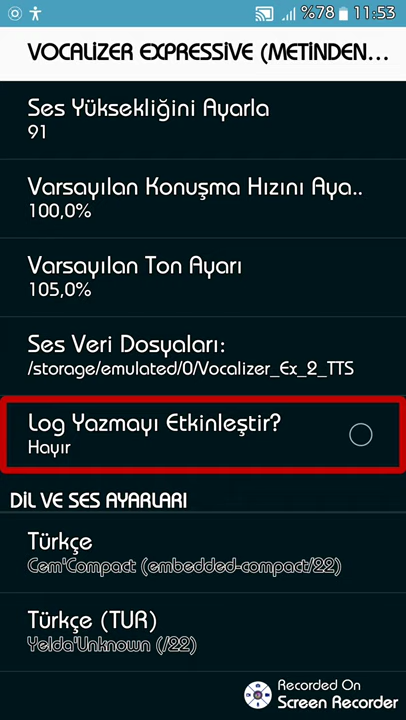 %78 11:53
VOCALİZER EXPRESSİVE (METİNDEN...
Ses Yüksekliğini Ayarla
91
Varsayılan Konuşma Hızını Aya..
100,0%
Varsayılan Ton Ayarı
105,0%
Ses Veri Dosyaları:
/storage/emulated/0/Vocalizer_Ex_2_TTS
Log Yazmayı Etkinleştir?
Hayır
DİL VE SES AYARLARI
Türkçe
Cem'Compact (embedded-compact/22)
Türkçe (TUR)
Yelda'Unknown (/22)
Recorded On
Screen Recorder